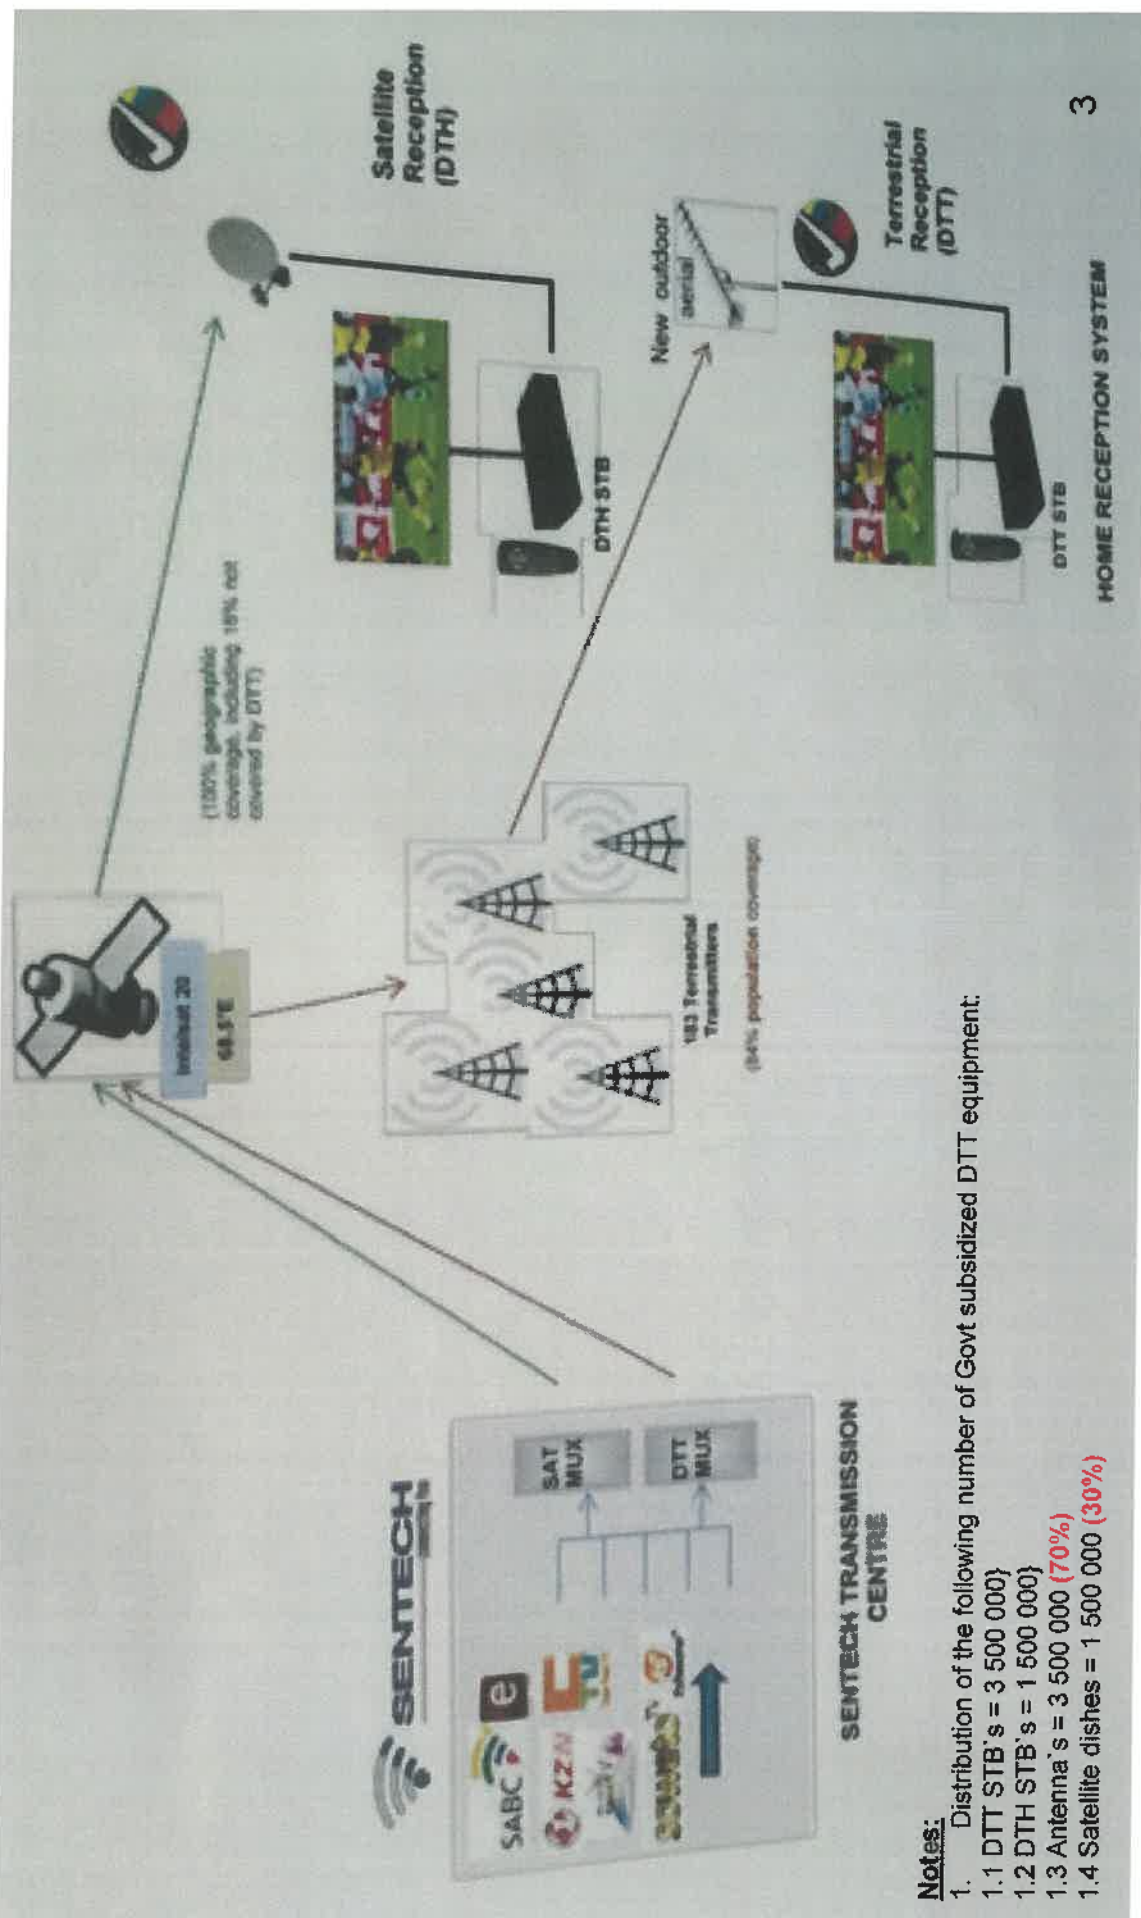 SENTECH
SABC
e
KZN
TV
SOWETO TV
SAT
MUX
DTT
MUX
SENTECH TRANSMISSION
CENTRE
Intelsat 20
68.5°E
(100% geographic
coverage, including 16% not
covered by DTT)
183 Terrestrial
Transmitters
(84% population coverage)
Satellite
Reception
(DTH)
DTH STB
New outdoor
aerial
Terrestrial
Reception
(DTT)
DTT STB
HOME RECEPTION SYSTEM
Notes:
1. Distribution of the following number of Govt subsidized DTT equipment:
1.1 DTT STB`s = 3 500 000}
1.2 DTH STB`s = 1 500 000}
1.3 Antenna`s = 3 500 000 (70%)
1.4 Satellite dishes = 1 500 000 (30%)
3